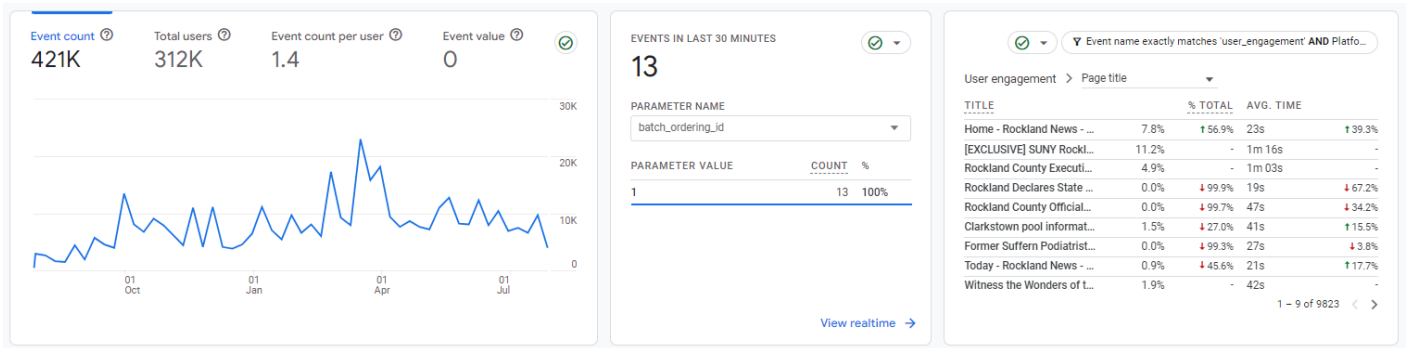 Event count
Total users
Event count per user
Event value
421K
312K
1.4
0
30K
20K
10K
0
01
Oct
01
Jan
01
Apr
01
Jul
EVENTS IN LAST 30 MINUTES
13
PARAMETER NAME
batch_ordering_id
PARAMETER VALUE COUNT %
1 13 100%
View realtime
Event name exactly matches 'user_engagement' AND Platfo...
User engagement > Page title
TITLE % TOTAL AVG. TIME
Home - Rockland News - ... 7.8% ↑56.9% 23s ↑39.3%
[EXCLUSIVE] SUNY Rockl... 11.2% - 1m 16s -
Rockland County Executi... 4.9% - 1m 03s -
Rockland Declares State ... 0.0% ↓99.9% 19s ↓67.2%
Rockland County Official... 0.0% ↓99.7% 47s ↓34.2%
Clarkstown pool informat... 1.5% ↓27.0% 41s ↑15.5%
Former Suffern Podiatrist... 0.0% ↓99.3% 27s ↓3.8%
Today - Rockland News - ... 0.9% ↓45.6% 21s ↑17.7%
Witness the Wonders of t... 1.9% - 42s -
1 – 9 of 9823